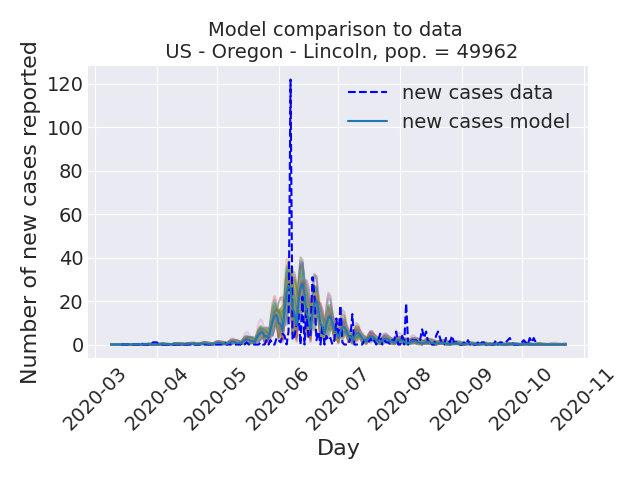 Model comparison to data
US - Oregon - Lincoln, pop. = 49962
Number of new cases reported
120
100
80
60
40
20
0
new cases data
new cases model
2020-03
2020-04
2020-05
2020-06
2020-07
2020-08
2020-09
2020-10
2020-11
Day